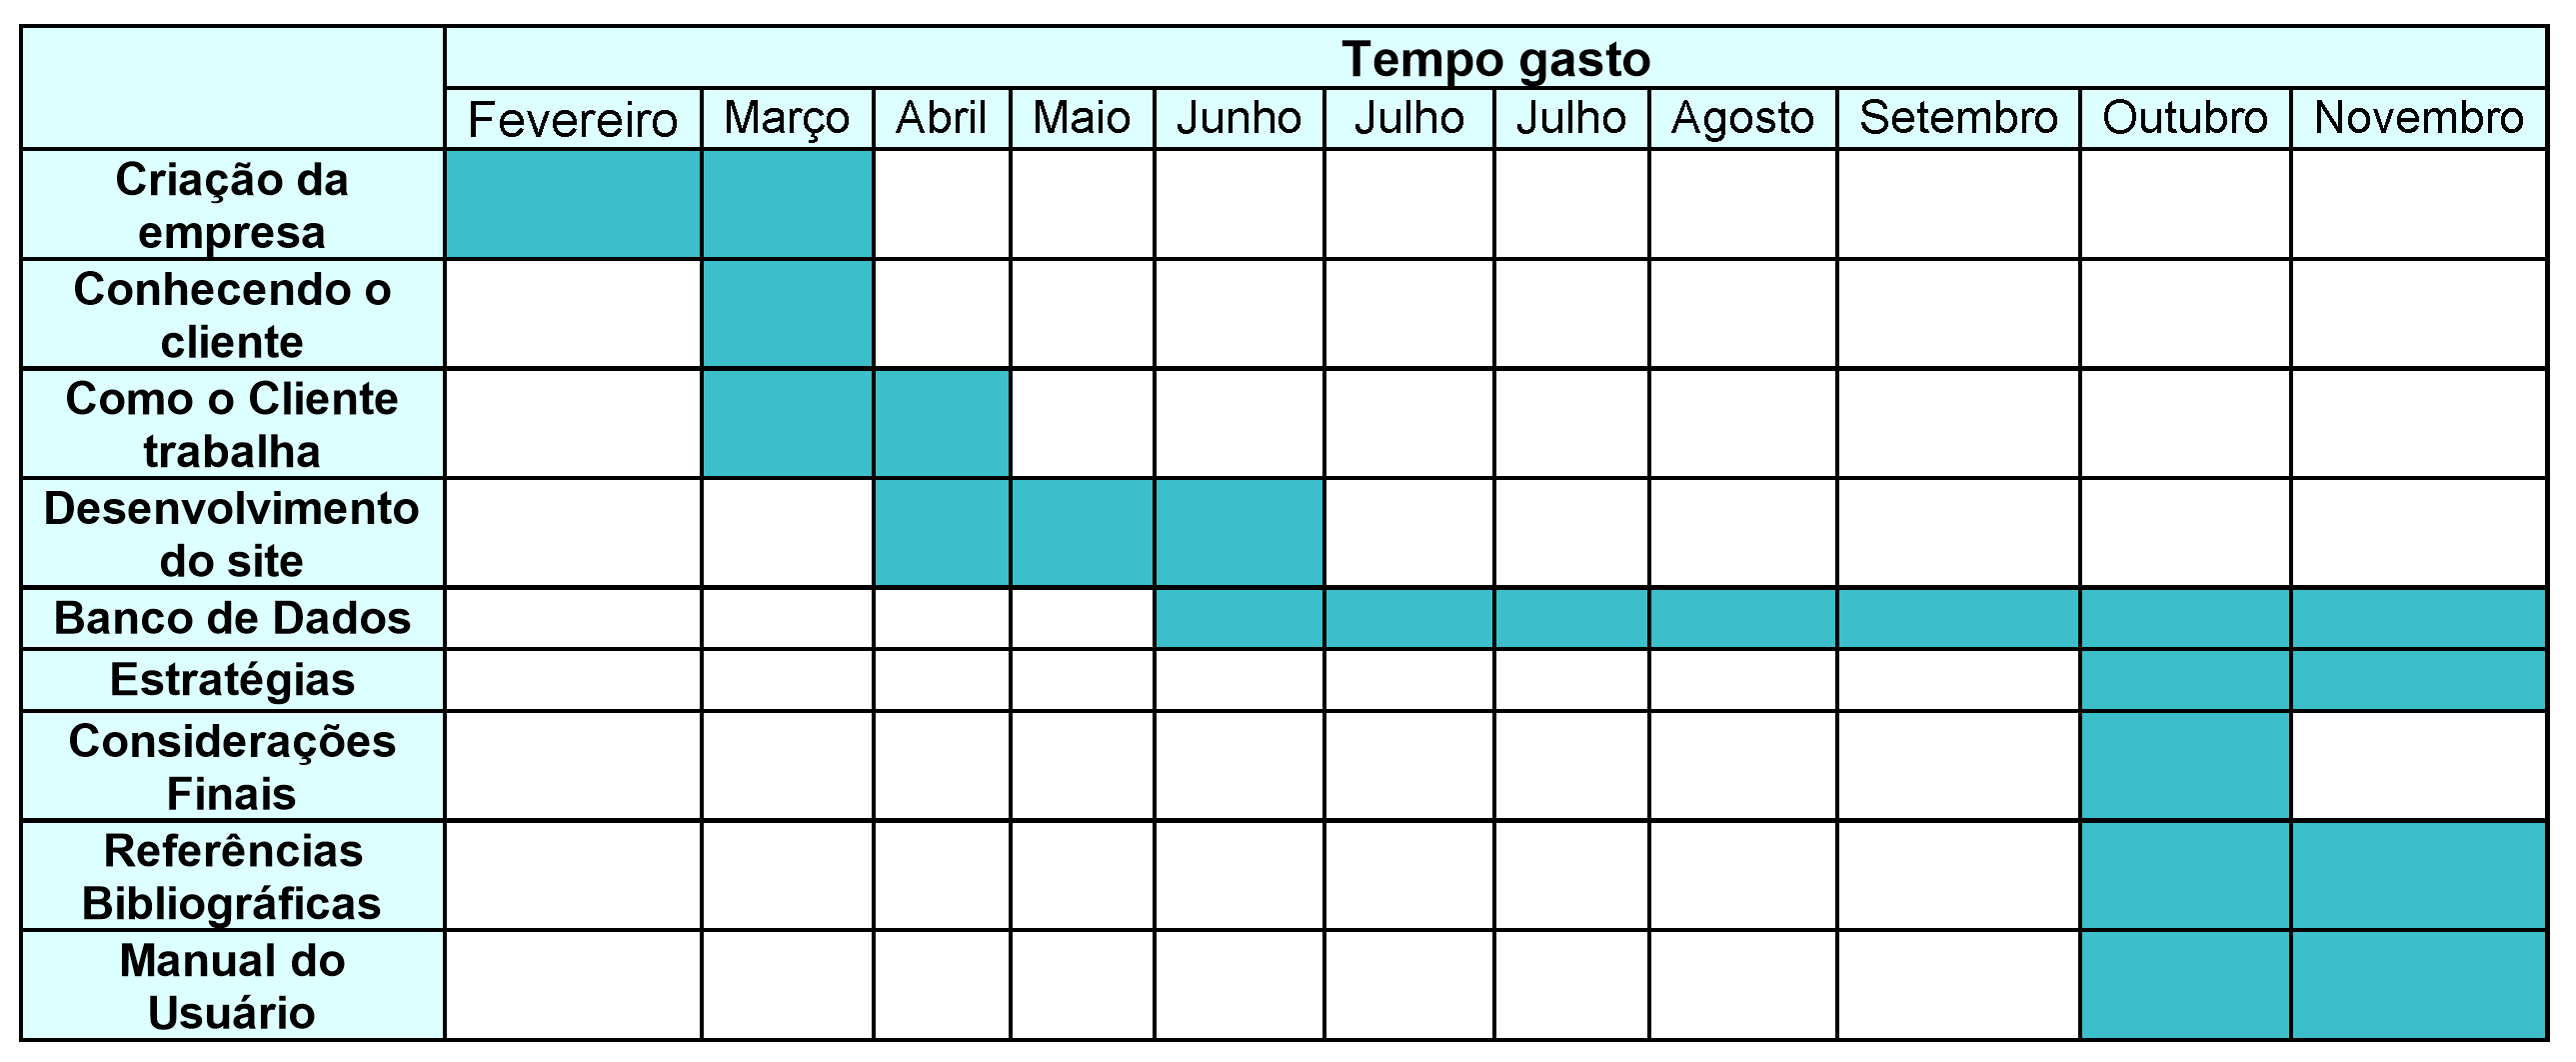 Tempo gasto
Fevereiro Março Abril Maio Junho Julho Julho Agosto Setembro Outubro Novembro
Criação da
empresa
Conhecendo o
cliente
Como o Cliente
trabalha
Desenvolvimento
do site
Banco de Dados
Estratégias
Considerações
Finais
Referências
Bibliográficas
Manual do
Usuário